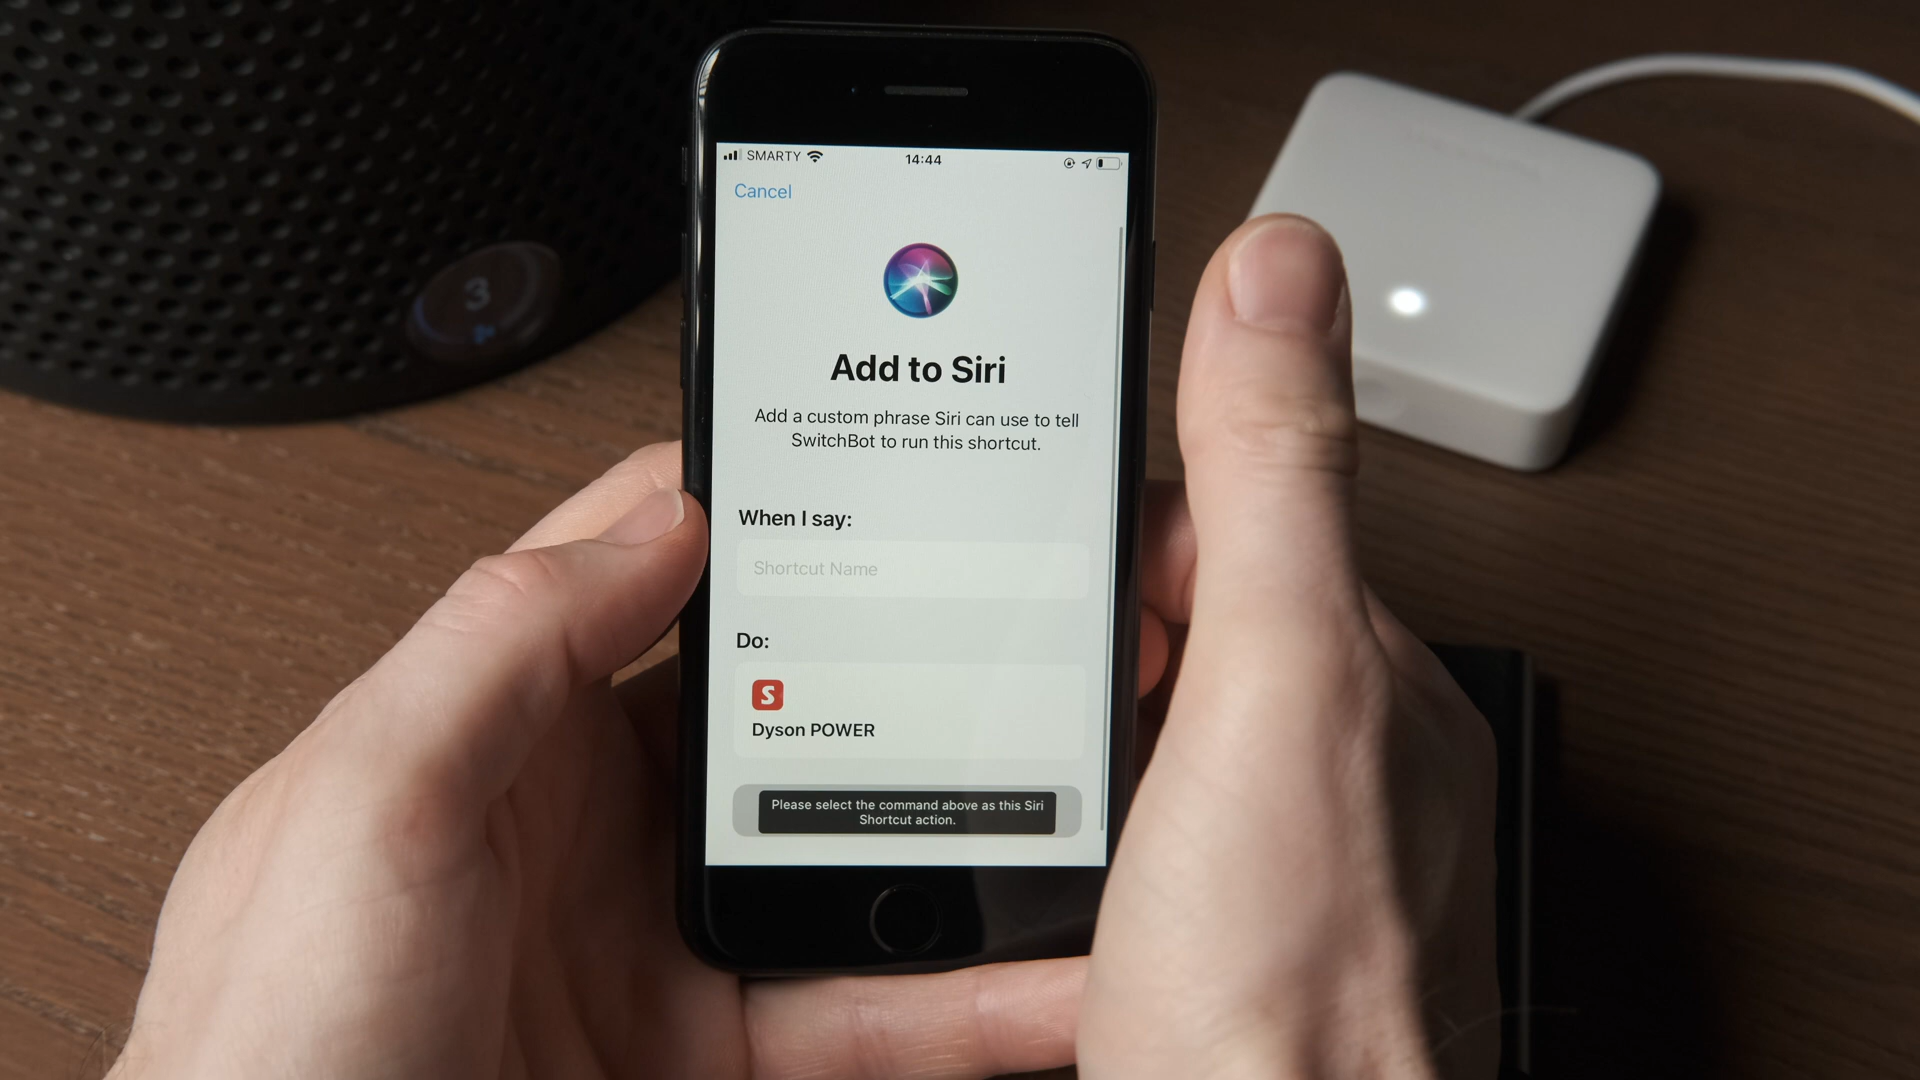 SMARTY
14:44
Cancel
Add to Siri
Add a custom phrase Siri can use to tell
SwitchBot to run this shortcut.
When I say:
Shortcut Name
Do:
S
Dyson POWER
Please select the command above as this Siri
Shortcut action.
3